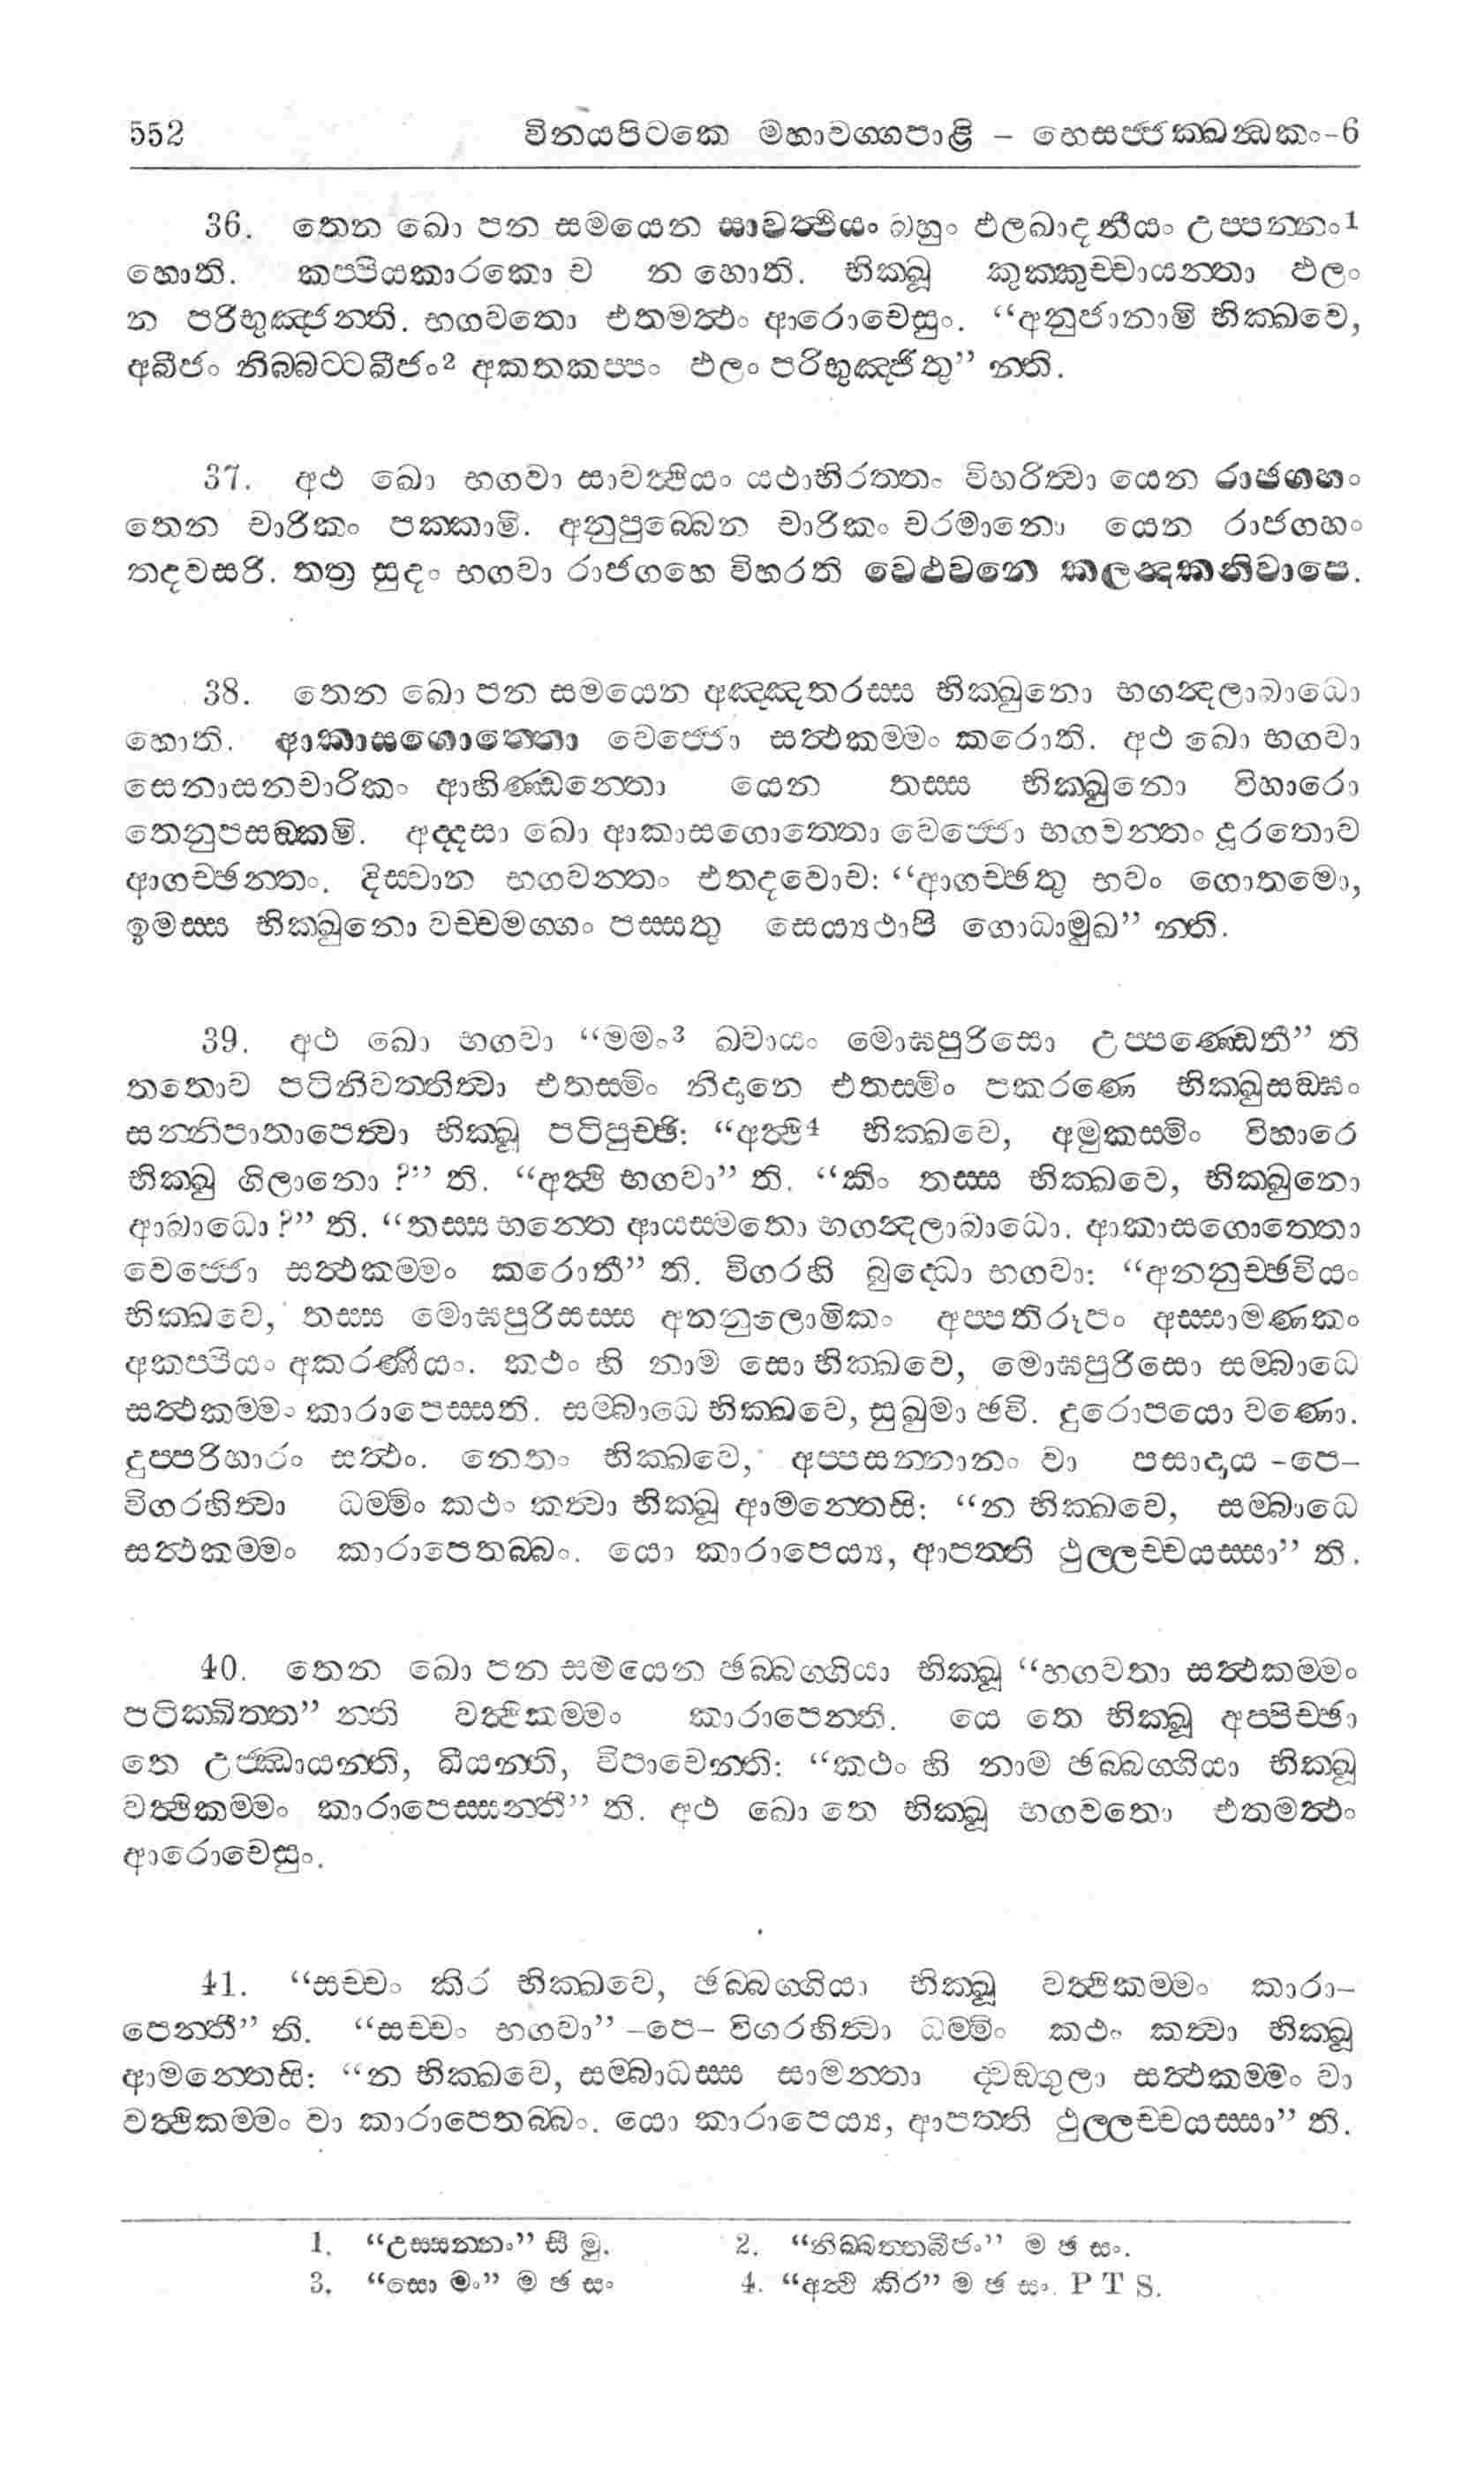 552 විනයපිටකෙ මහාවග්ගපාළි – භෙසජ්ජක්ඛන්ධකං-6
36. තෙන ඛො පන සමයෙන සාවත්ථියං බහුං ඵලඛාදනීයං උප්පන්නං1
හොති. කප්පියකාරකො ච න හොති. භික්ඛූ කුක්කුච්චායන්තා ඵලං
න පරිභුඤ්ජන්ති. භගවතො එතමත්ථං ආරොචෙසුං. “අනුජානාමි භික්ඛවෙ,
අබීජං නිබ්බට්ටබීජං2 අකතකප්පං ඵලං පරිභුඤ්ජිතු” න්ති.
37. අථ ඛො භගවා සාවත්ථියං යථාභිරත්තං විහරිත්වා යෙන රාජගහං
තෙන චාරිකං පක්කාමි. අනුපුබ්බෙන චාරිකං චරමානො යෙන රාජගහං
තදවසරි. තත්‍ර සුදං භගවා රාජගහෙ විහරති වෙළුවනෙ කලන්දකනිවාපෙ.
38. තෙන ඛො පන සමයෙන අඤ්ඤතරස්ස භික්ඛුනො භගන්දලාබාධො
හොති. ආකාසගොත්තො වෙජ්ජො සත්ථකම්මං කරොති. අථ ඛො භගවා
සෙනාසනචාරිකං ආහිණ්ඩන්තො යෙන තස්ස භික්ඛුනො විහාරො
තෙනුපසඞ්කමි. අද්දසා ඛො ආකාසගොත්තො වෙජ්ජො භගවන්තං දූරතොව
ආගච්ඡන්තං. දිස්වාන භගවන්තං එතදවොච: “ආගච්ඡතු භවං ගොතමො,
ඉමස්ස භික්ඛුනො වච්චමග්ගං පස්සතු සෙය්‍යථාපි ගොධාමුඛ” න්ති.
39. අථ ඛො භගවා “මමං3 ඛ්වායං මොඝපුරිසො උප්පණ්ඩෙතී” ති
තතොව පටිනිවත්තිත්වා එතස්මිං නිදානෙ එතස්මිං පකරණෙ භික්ඛුසඞ්ඝං
සන්නිපාතාපෙත්වා භික්ඛූ පටිපුච්ඡි: “අත්ථි4 භික්ඛවෙ, අමුකස්මිං විහාරෙ
භික්ඛු ගිලානො ?” ති. “අත්ථි භගවා” ති. “කිං තස්ස භික්ඛවෙ, භික්ඛුනො
ආබාධො ?” ති. “තස්ස භන්තෙ ආයස්මතො භගන්දලාබාධො. ආකාසගොත්තො
වෙජ්ජො සත්ථකම්මං කරොතී” ති. විගරහි බුද්ධො භගවා: “අනනුච්ඡවියං
භික්ඛවෙ, තස්ස මොඝපුරිසස්ස අනනුලොමිකං අප්පතිරූපං අස්සාමණකං
අකප්පියං අකරණීයං. කථං හි නාම සො භික්ඛවෙ, මොඝපුරිසො සම්බාධෙ
සත්ථකම්මං කාරාපෙස්සති. සම්බාධෙ භික්ඛවෙ, සුඛුමා ඡවි. දුරොපයො වණො.
දුප්පරිහාරං සත්ථං. නෙතං භික්ඛවෙ, අප්පසන්නානං වා පසාදාය -පෙ-
විගරහිත්වා ධම්මිං කථං කත්වා භික්ඛූ ආමන්තෙසි: “න භික්ඛවෙ, සම්බාධෙ
සත්ථකම්මං කාරාපෙතබ්බං. යො කාරාපෙය්‍ය, ආපත්ති ථුල්ලච්චයස්සා” ති.
40. තෙන ඛො පන සමයෙන ඡබ්බග්ගියා භික්ඛූ “භගවතා සත්ථකම්මං
පටික්ඛිත්ත” න්ති වත්ථිකම්මං කාරාපෙන්ති. යෙ තෙ භික්ඛූ අප්පිච්ඡා
තෙ උජ්ඣායන්ති, ඛීයන්ති, විපාචෙන්ති: “කථං හි නාම ඡබ්බග්ගියා භික්ඛූ
වත්ථිකම්මං කාරාපෙස්සන්තී” ති. අථ ඛො තෙ භික්ඛූ භගවතො එතමත්ථං
ආරොචෙසුං.
41. “සච්චං කිර භික්ඛවෙ, ඡබ්බග්ගියා භික්ඛූ වත්ථිකම්මං කාරා-
පෙන්තී” ති. “සච්චං භගවා” -පෙ- විගරහිත්වා ධම්මිං කථං කත්වා භික්ඛූ
ආමන්තෙසි: “න භික්ඛවෙ, සම්බාධස්ස සාමන්තා ද්වඞ්ගුලා සත්ථකම්මං වා
වත්ථිකම්මං වා කාරාපෙතබ්බං. යො කාරාපෙය්‍ය, ආපත්ති ථුල්ලච්චයස්සා” ති.
1. “උස්සන්නං” සී මු. 2. “නිබ්බත්තබීජං” ම ඡ සං.
3. “සො මං” ම ඡ සං 4. “අත්ථි කිර” ම ඡ සං. P T S.